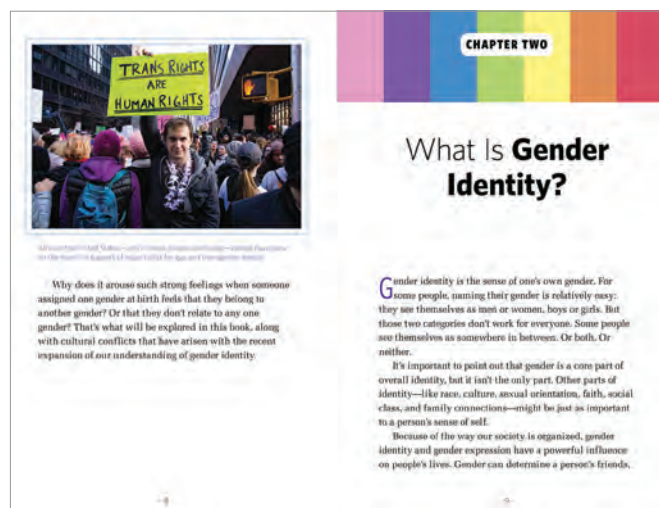 TRANS RIGHTS
ARE
HUMAN RIGHTS
Why does it arouse such strong feelings when someone
assigned one gender at birth feels that they belong to
another gender? Or that they don't relate to any one
gender? That's what will be explored in this book, along
with cultural conflicts that have arisen with the recent
expansion of our understanding of gender identity.
8
CHAPTER TWO
What Is Gender
Identity?
Gender identity is the sense of one's own gender. For
some people, naming their gender is relatively easy:
they see themselves as men or women, boys or girls. But
those two categories don't work for everyone. Some people
see themselves as somewhere in between. Or both. Or
neither.
It's important to point out that gender is a core part of
overall identity, but it isn't the only part. Other parts of
identity—like race, culture, sexual orientation, faith, social
class, and family connections—might be just as important
to a person's sense of self.
Because of the way our society is organized, gender
identity and gender expression have a powerful influence
on people's lives. Gender can determine a person's friends,
9